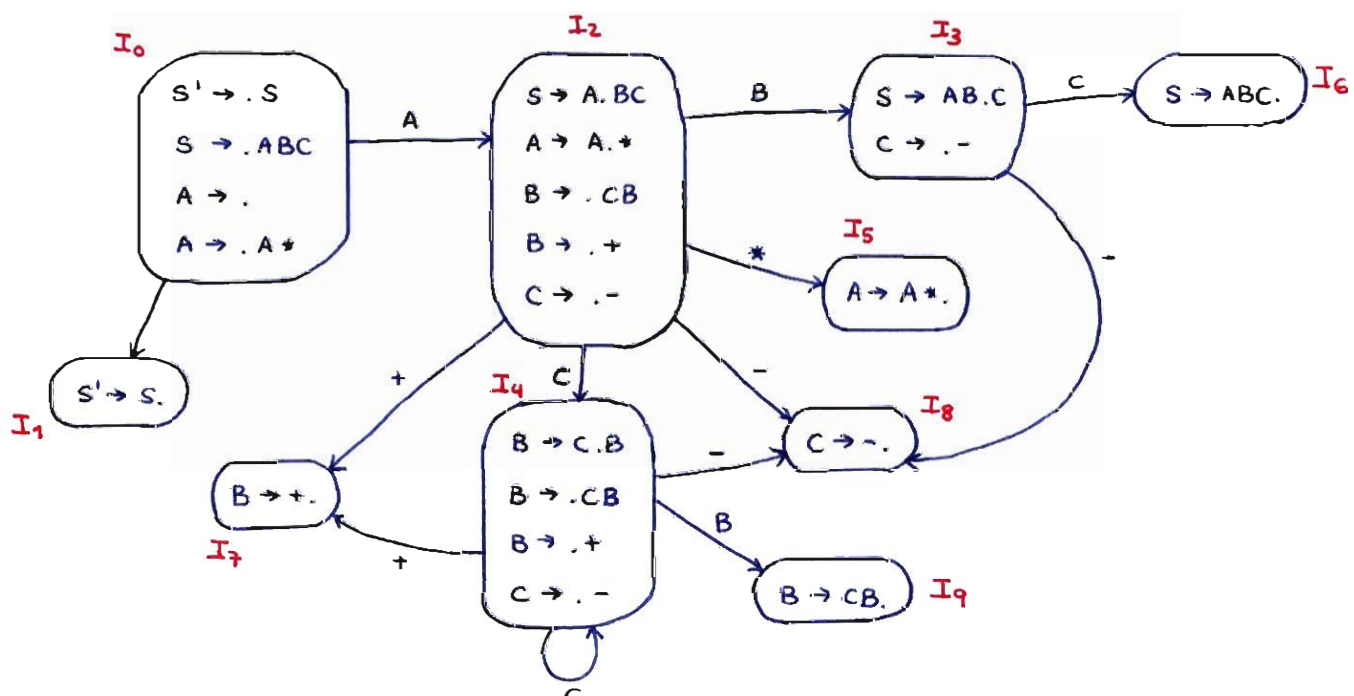 I₀
S' → . S
S → . ABC
A → .
A → . A *
A
I₂
S → A . BC
A → A . *
B → . CB
B → . +
C → . -
B
I₃
S → AB . C
C → . -
C
S → ABC .
I₆
*
I₅
A → A * .
-
S' → S .
I₁
+
C
-
I₄
B → C . B
B → . CB
B → . +
C → . -
-
I₈
C → - .
B → + .
I₇
+
B
B → CB .
I₉
C